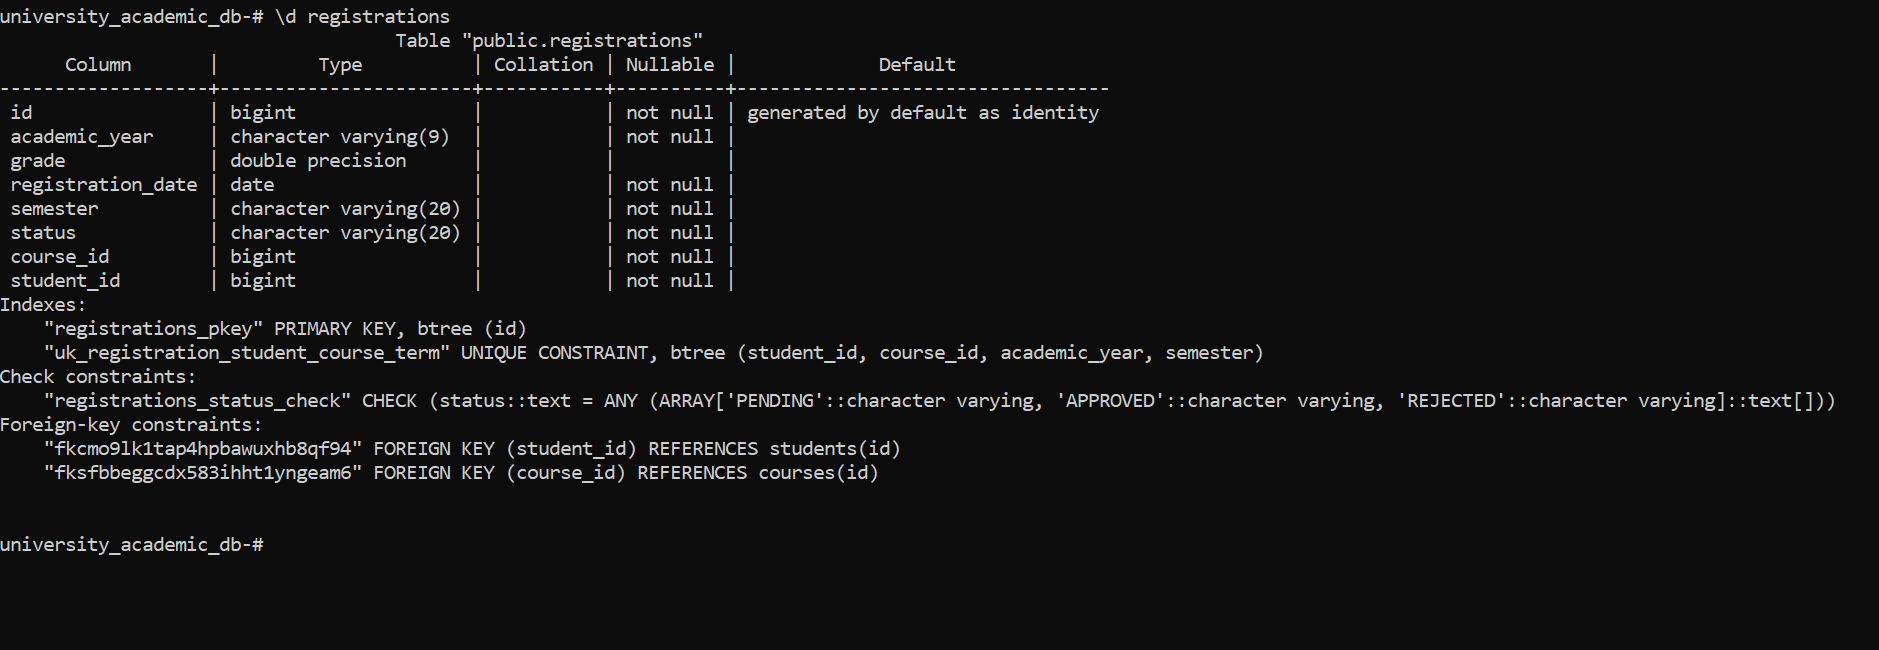 university_academic_db-# \d registrations
                                    Table "public.registrations"
      Column       |         Type          | Collation | Nullable |             Default
-------------------+-----------------------+-----------+----------+----------------------------------
 id                | bigint                |           | not null | generated by default as identity
 academic_year     | character varying(9)  |           | not null |
 grade             | double precision      |           |          |
 registration_date | date                  |           | not null |
 semester          | character varying(20) |           | not null |
 status            | character varying(20) |           | not null |
 course_id         | bigint                |           | not null |
 student_id        | bigint                |           | not null |
Indexes:
    "registrations_pkey" PRIMARY KEY, btree (id)
    "uk_registration_student_course_term" UNIQUE CONSTRAINT, btree (student_id, course_id, academic_year, semester)
Check constraints:
    "registrations_status_check" CHECK (status::text = ANY (ARRAY['PENDING'::character varying, 'APPROVED'::character varying, 'REJECTED'::character varying]::text[]))
Foreign-key constraints:
    "fkcmo9lk1tap4hpbawuxhb8qf94" FOREIGN KEY (student_id) REFERENCES students(id)
    "fksfbbeggcdx583ihht1yngeam6" FOREIGN KEY (course_id) REFERENCES courses(id)
university_academic_db-#